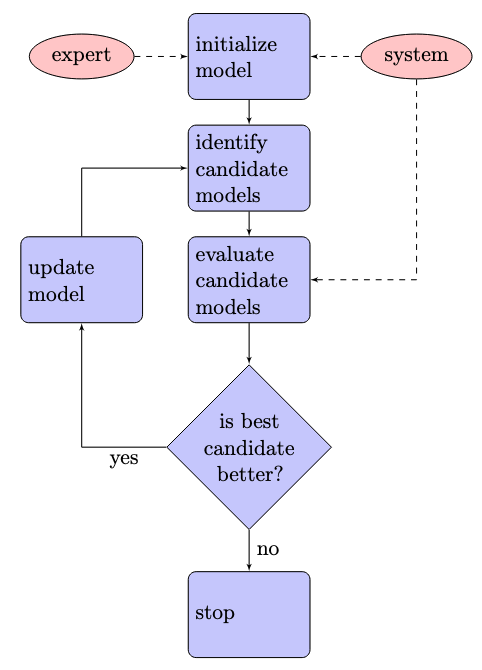 expert
initialize
model
system
identify
candidate
models
update
model
evaluate
candidate
models
is best
candidate
better?
yes
no
stop